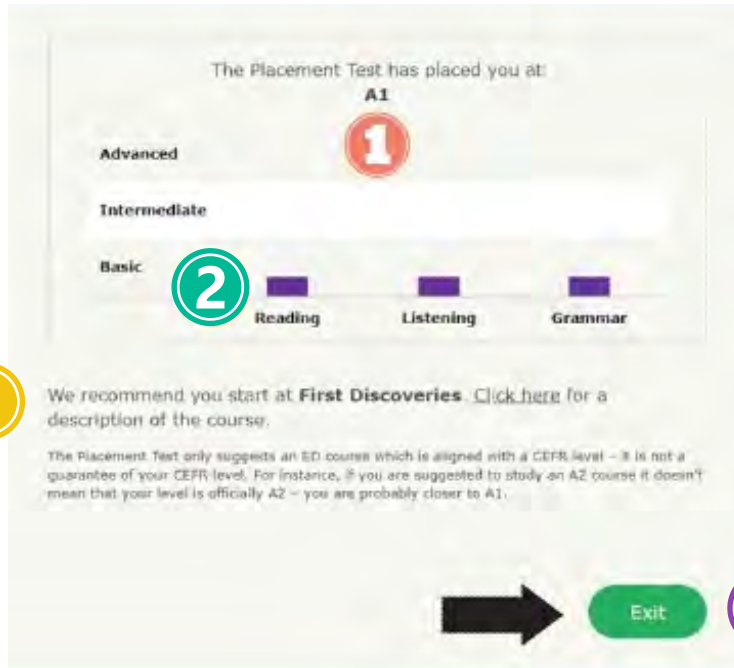 The Placement Test has placed you at:
A1
1
Advanced
Intermediate
Basic
2
Reading Listening Grammar
We recommend you start at First Discoveries. Click here for a
description of the course.
The Placement Test only suggests an ED course which is aligned with a CEFR level – it is not a
guarantee of your CEFR level. For instance, if you are suggested to study an A2 course it doesn't
mean that your level is officially A2 – you are probably closer to A1.
Exit